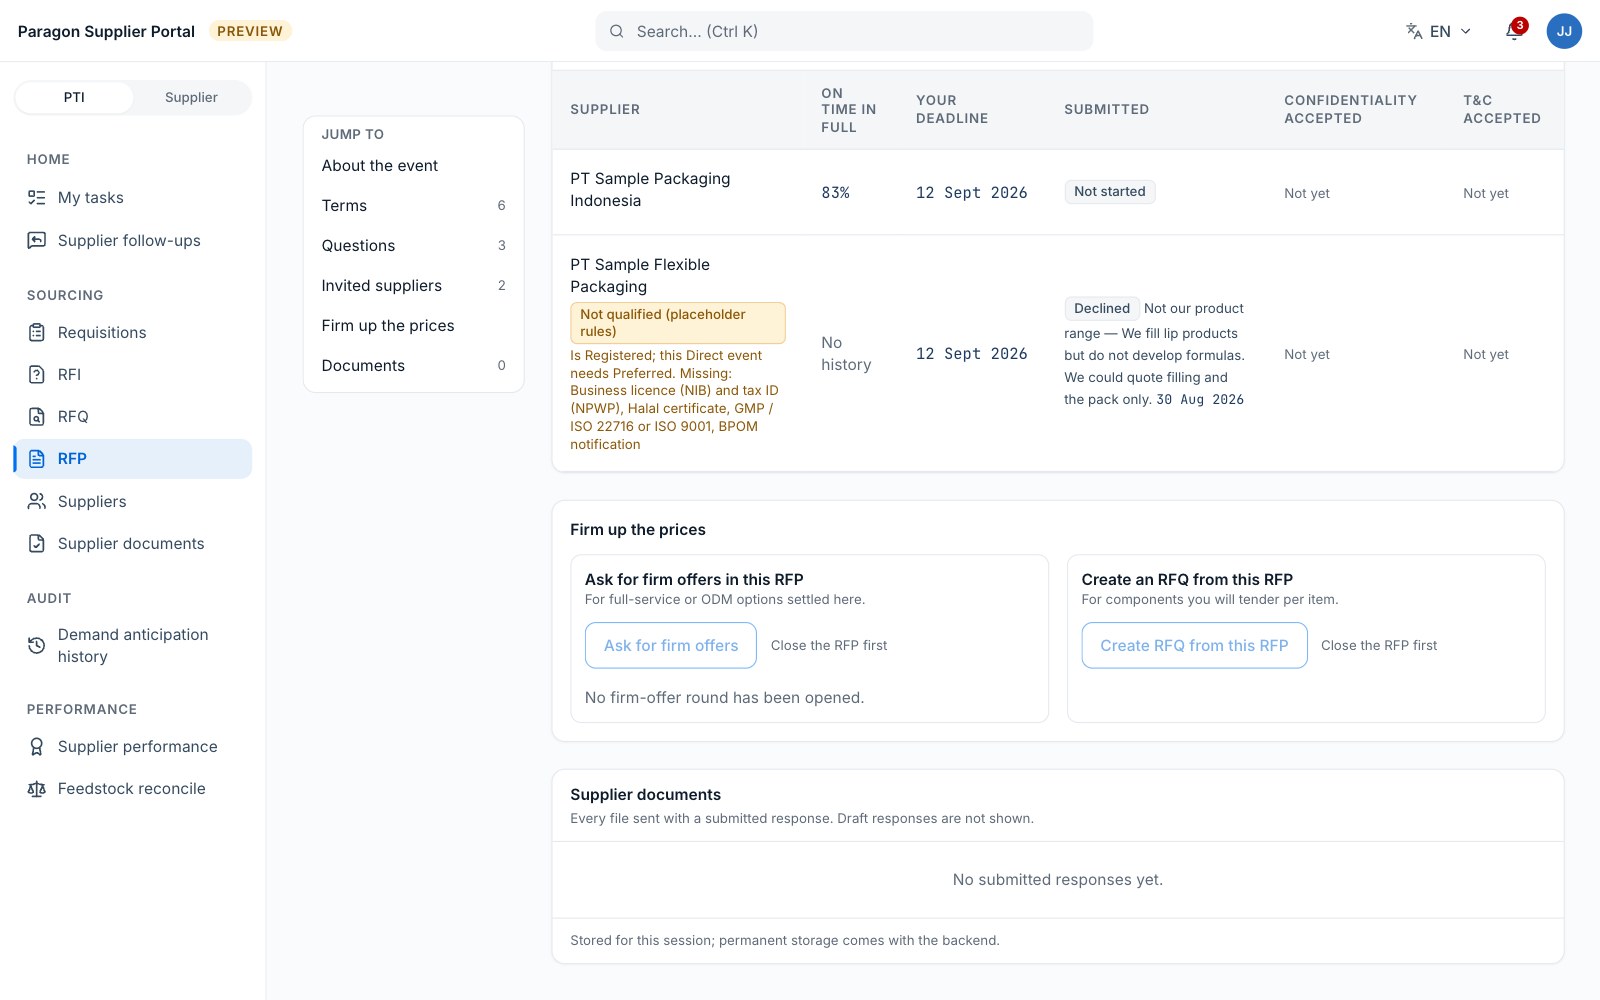 Paragon Supplier Portal
PREVIEW
Search... (Ctrl K)
EN
3
JJ
PTI
Supplier
HOME
My tasks
Supplier follow-ups
SOURCING
Requisitions
RFI
RFQ
RFP
Suppliers
Supplier documents
AUDIT
Demand anticipation
history
PERFORMANCE
Supplier performance
Feedstock reconcile
JUMP TO
About the event
Terms 6
Questions 3
Invited suppliers 2
Firm up the prices
Documents 0
SUPPLIER
ON
TIME IN
FULL
YOUR
DEADLINE
SUBMITTED
CONFIDENTIALITY
ACCEPTED
T&C
ACCEPTED
PT Sample Packaging
Indonesia
83%
12 Sept 2026
Not started
Not yet
Not yet
PT Sample Flexible
Packaging
Not qualified (placeholder
rules)
Is Registered; this Direct event
needs Preferred. Missing:
Business licence (NIB) and tax ID
(NPWP), Halal certificate, GMP /
ISO 22716 or ISO 9001, BPOM
notification
No
history
12 Sept 2026
Declined Not our product
range — We fill lip products
but do not develop formulas.
We could quote filling and
the pack only. 30 Aug 2026
Not yet
Not yet
Firm up the prices
Ask for firm offers in this RFP
For full-service or ODM options settled here.
Ask for firm offers
Close the RFP first
No firm-offer round has been opened.
Create an RFQ from this RFP
For components you will tender per item.
Create RFQ from this RFP
Close the RFP first
Supplier documents
Every file sent with a submitted response. Draft responses are not shown.
No submitted responses yet.
Stored for this session; permanent storage comes with the backend.